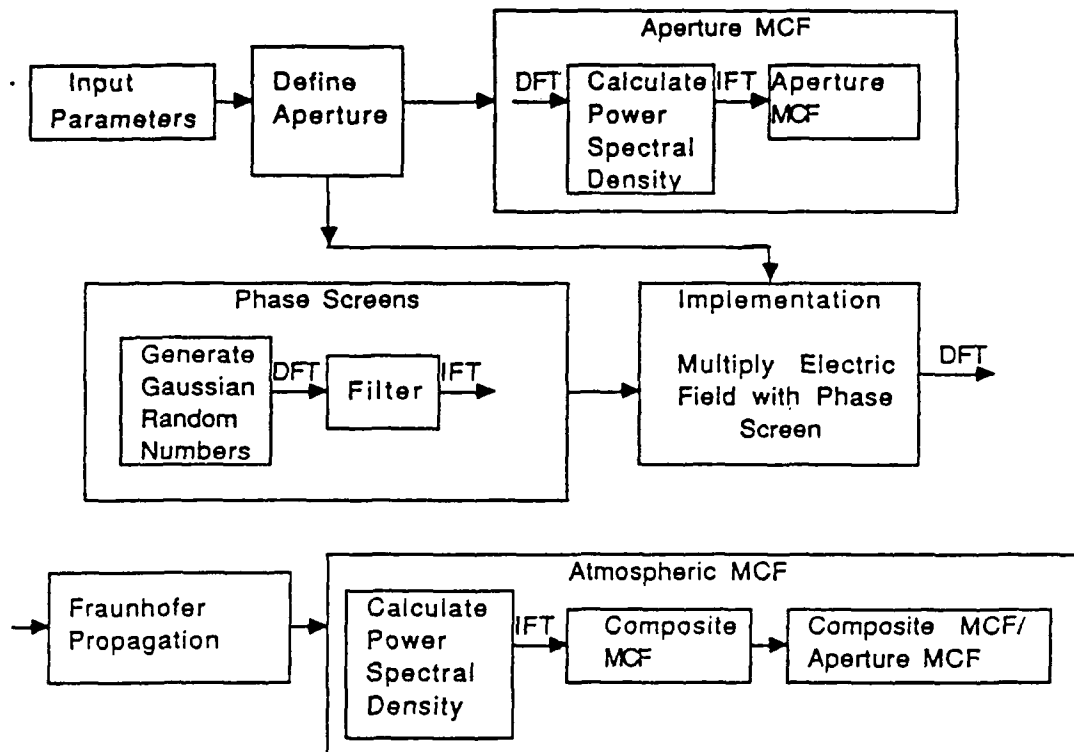 Aperture MCF
Input
Parameters
Define
Aperture
DFT
Calculate
Power
Spectral
Density
IFT
Aperture
MCF
Phase Screens
Generate
Gaussian
Random
Numbers
DFT
Filter
IFT
Implementation
Multiply Electric
Field with Phase
Screen
DFT
Fraunhofer
Propagation
Atmospheric MCF
Calculate
Power
Spectral
Density
IFT
Composite
MCF
Composite MCF/
Aperture MCF